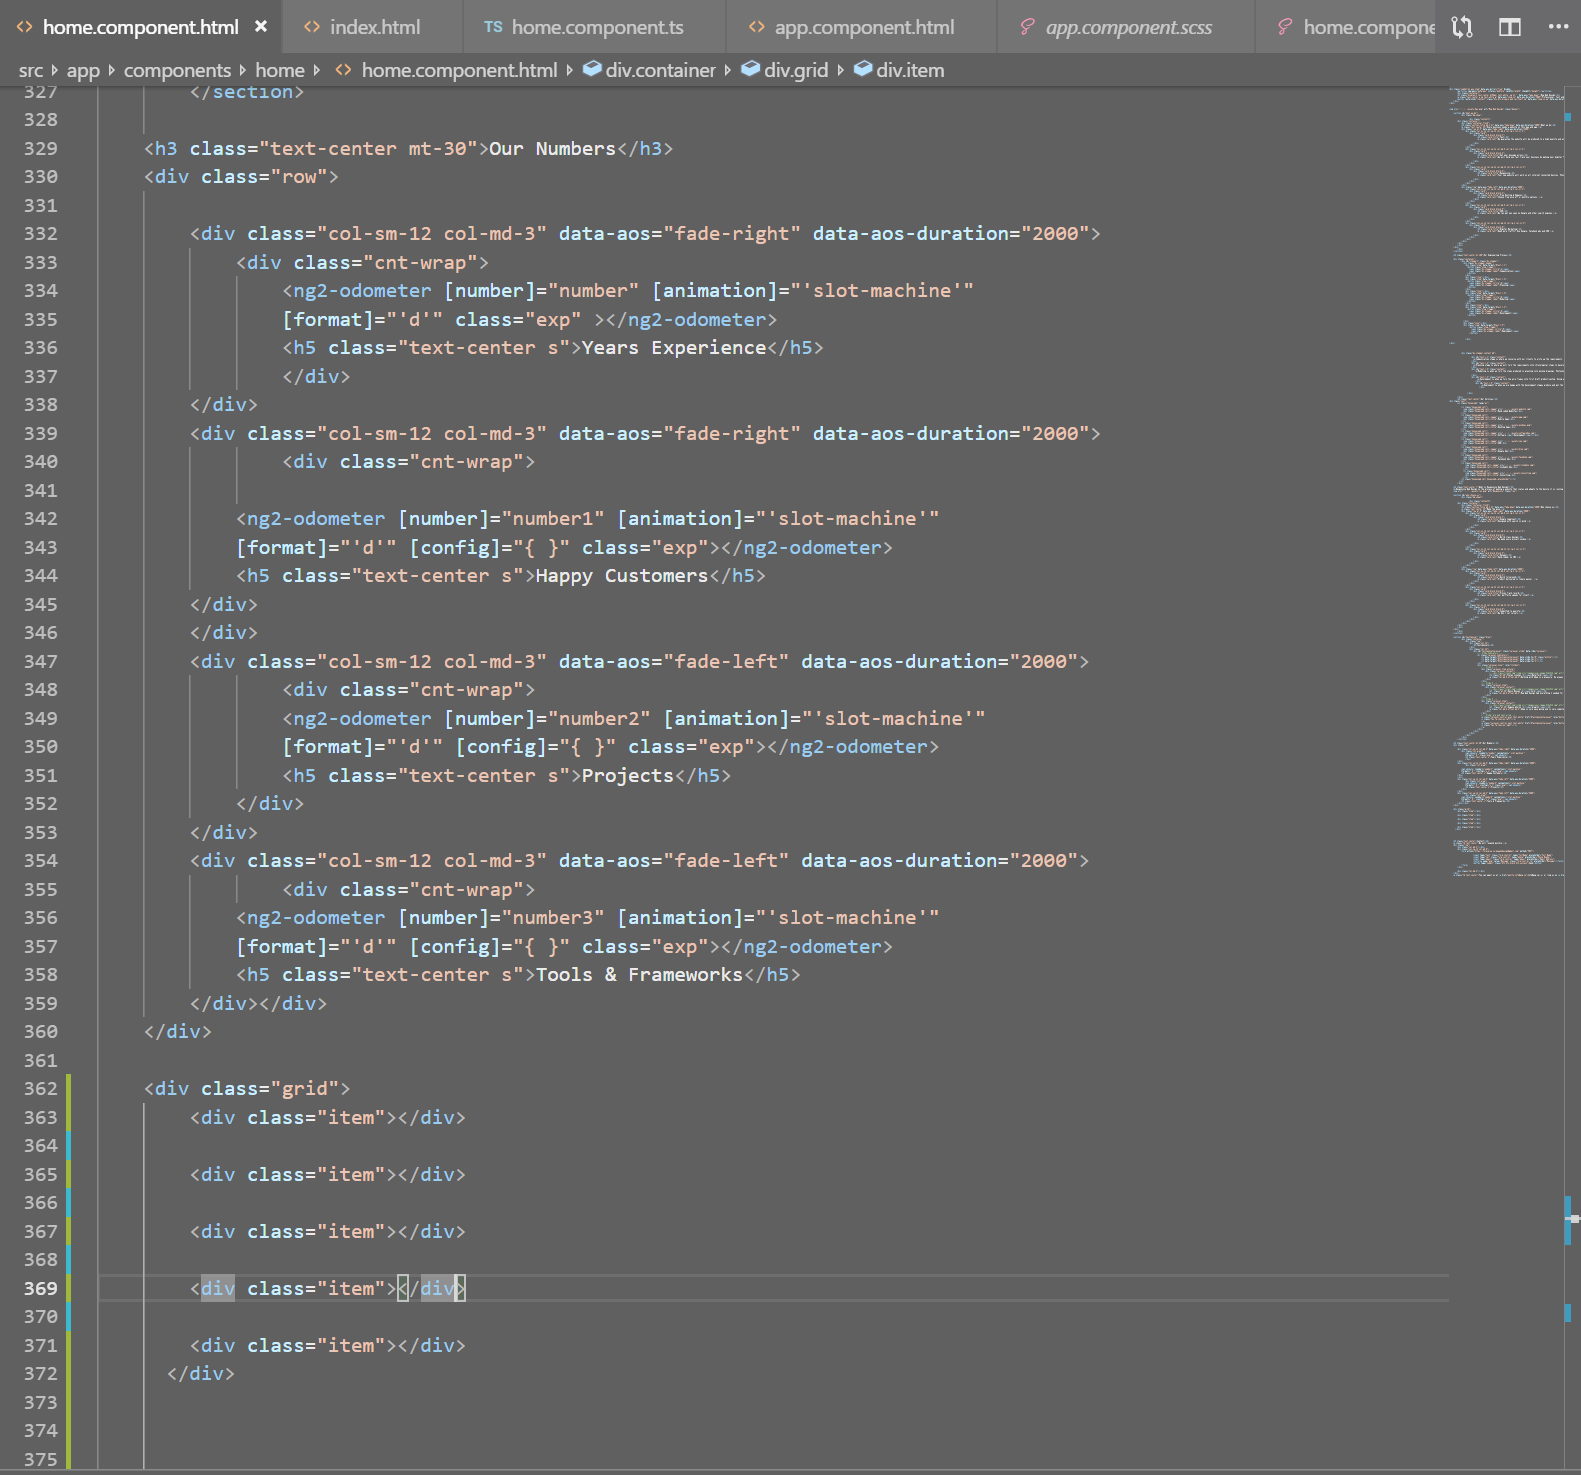 home.component.html × index.html TS home.component.ts app.component.html app.component.scss home.compone
src app components home home.component.html div.container div.grid div.item
327 </section>
328
329 <h3 class="text-center mt-30">Our Numbers</h3>
330 <div class="row">
331
332 <div class="col-sm-12 col-md-3" data-aos="fade-right" data-aos-duration="2000">
333 <div class="cnt-wrap">
334 <ng2-odometer [number]="number" [animation]="'slot-machine'"
335 [format]="'d'" class="exp" ></ng2-odometer>
336 <h5 class="text-center s">Years Experience</h5>
337 </div>
338 </div>
339 <div class="col-sm-12 col-md-3" data-aos="fade-right" data-aos-duration="2000">
340 <div class="cnt-wrap">
341
342 <ng2-odometer [number]="number1" [animation]="'slot-machine'"
343 [format]="'d'" [config]="{ }" class="exp"></ng2-odometer>
344 <h5 class="text-center s">Happy Customers</h5>
345 </div>
346 </div>
347 <div class="col-sm-12 col-md-3" data-aos="fade-left" data-aos-duration="2000">
348 <div class="cnt-wrap">
349 <ng2-odometer [number]="number2" [animation]="'slot-machine'"
350 [format]="'d'" [config]="{ }" class="exp"></ng2-odometer>
351 <h5 class="text-center s">Projects</h5>
352 </div>
353 </div>
354 <div class="col-sm-12 col-md-3" data-aos="fade-left" data-aos-duration="2000">
355 <div class="cnt-wrap">
356 <ng2-odometer [number]="number3" [animation]="'slot-machine'"
357 [format]="'d'" [config]="{ }" class="exp"></ng2-odometer>
358 <h5 class="text-center s">Tools & Frameworks</h5>
359 </div></div>
360 </div>
361
362 <div class="grid">
363 <div class="item"></div>
364
365 <div class="item"></div>
366
367 <div class="item"></div>
368
369 <div class="item"></div>
370
371 <div class="item"></div>
372 </div>
373
374
375